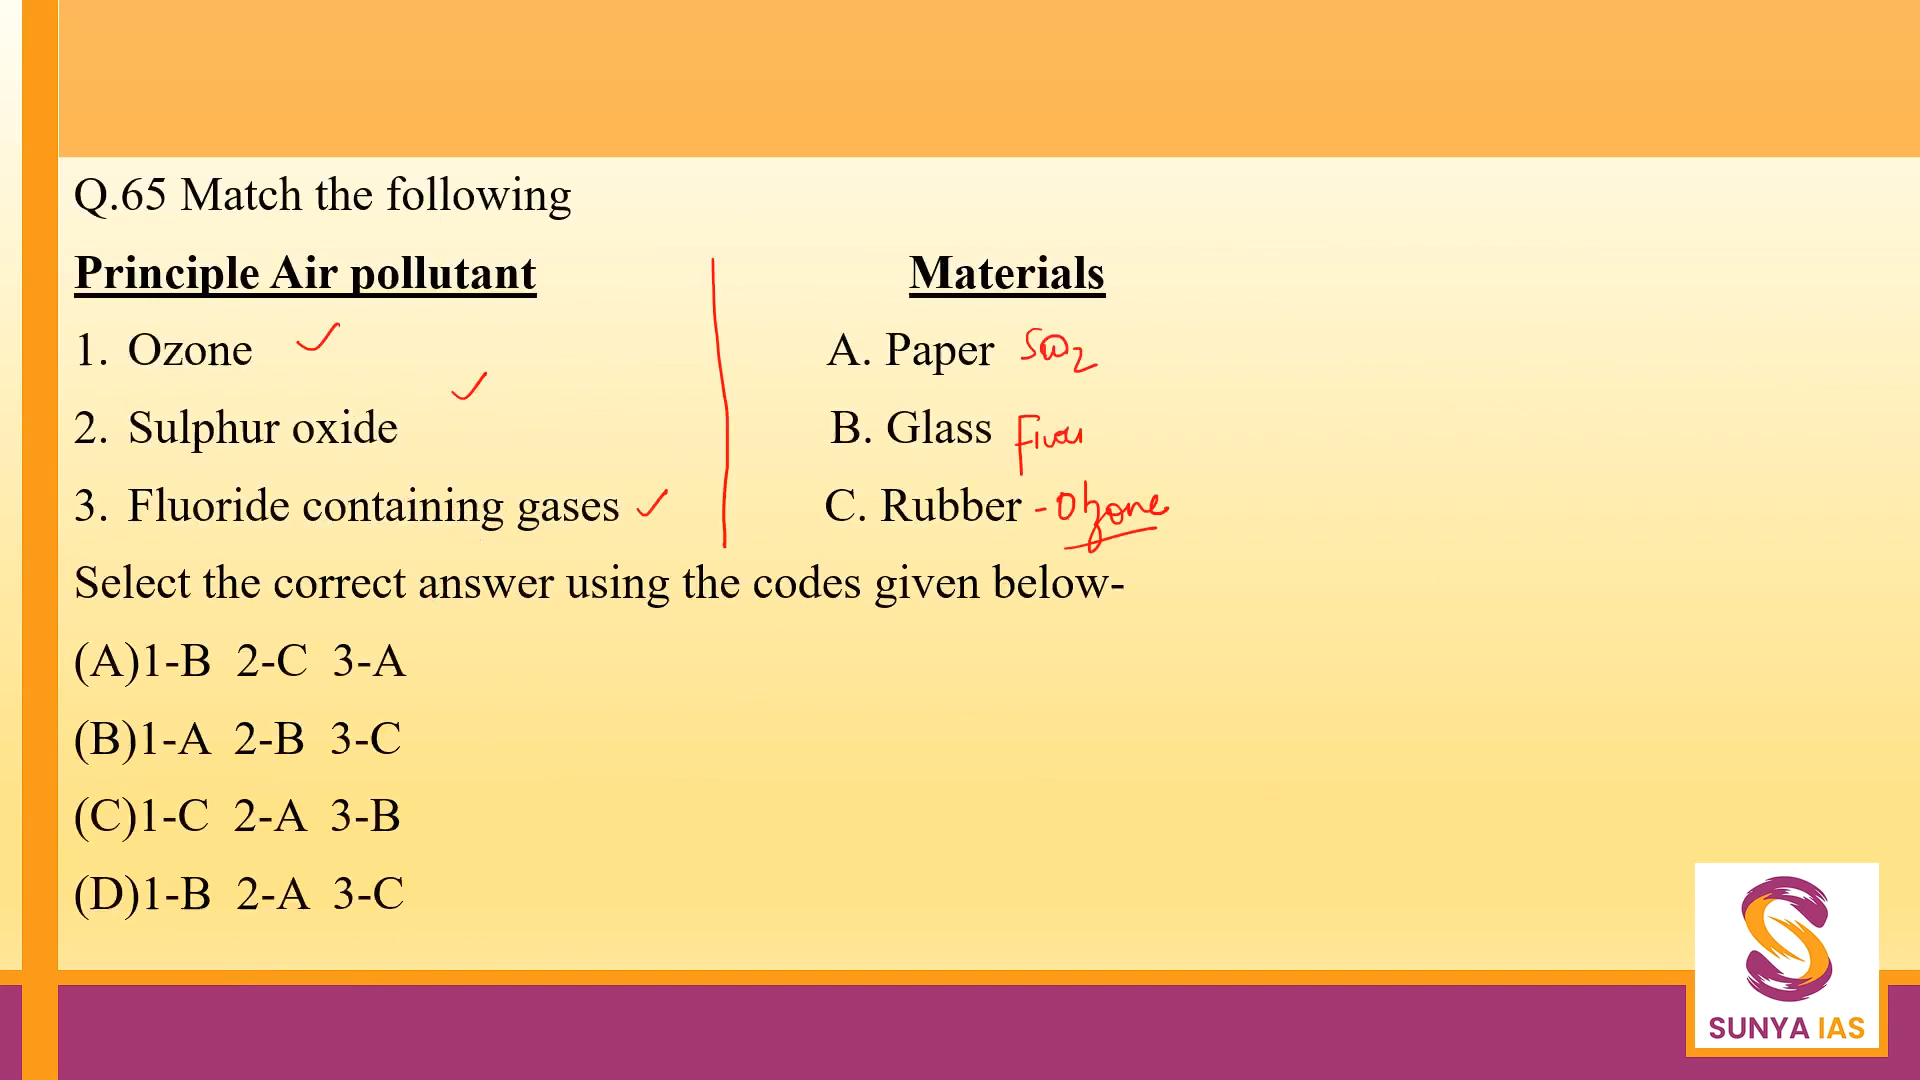 Q.65 Match the following
Principle Air pollutant Materials
1. Ozone A. Paper SO2
2. Sulphur oxide B. Glass
3. Fluoride containing gases C. Rubber - Ozone
Select the correct answer using the codes given below-
(A)1-B 2-C 3-A
(B)1-A 2-B 3-C
(C)1-C 2-A 3-B
(D)1-B 2-A 3-C
SUNYA IAS